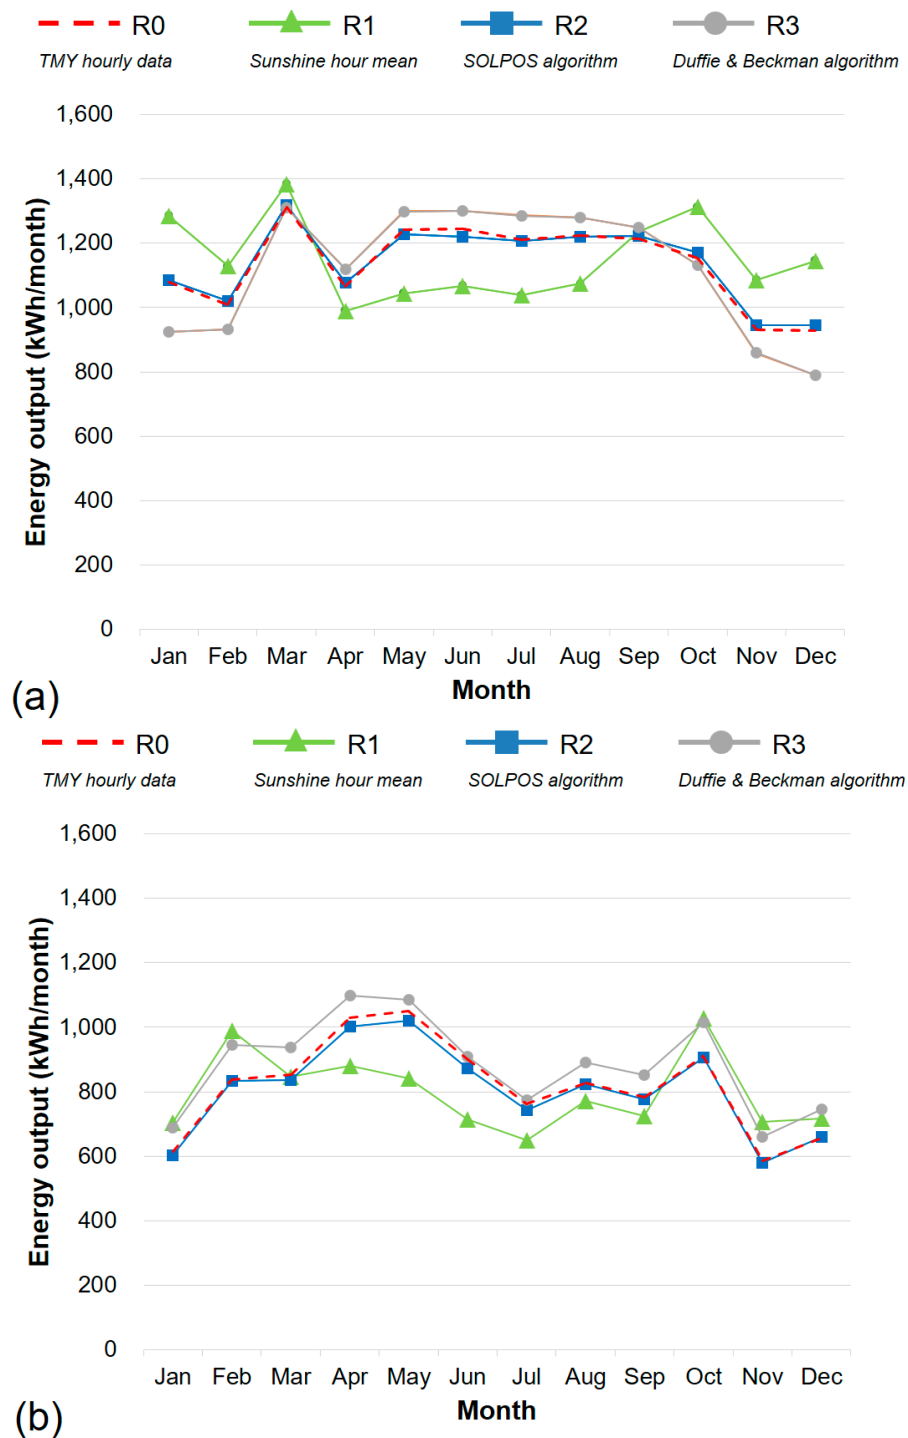 R0 R1 R2 R3
TMY hourly data Sunshine hour mean SOLPOS algorithm Duffie & Beckman algorithm
1,600
1,400
1,200
1,000
800
600
400
200
0
Energy output (kWh/month)
Jan Feb Mar Apr May Jun Jul Aug Sep Oct Nov Dec
Month
(a)
R0 R1 R2 R3
TMY hourly data Sunshine hour mean SOLPOS algorithm Duffie & Beckman algorithm
1,600
1,400
1,200
1,000
800
600
400
200
0
Energy output (kWh/month)
Jan Feb Mar Apr May Jun Jul Aug Sep Oct Nov Dec
Month
(b)